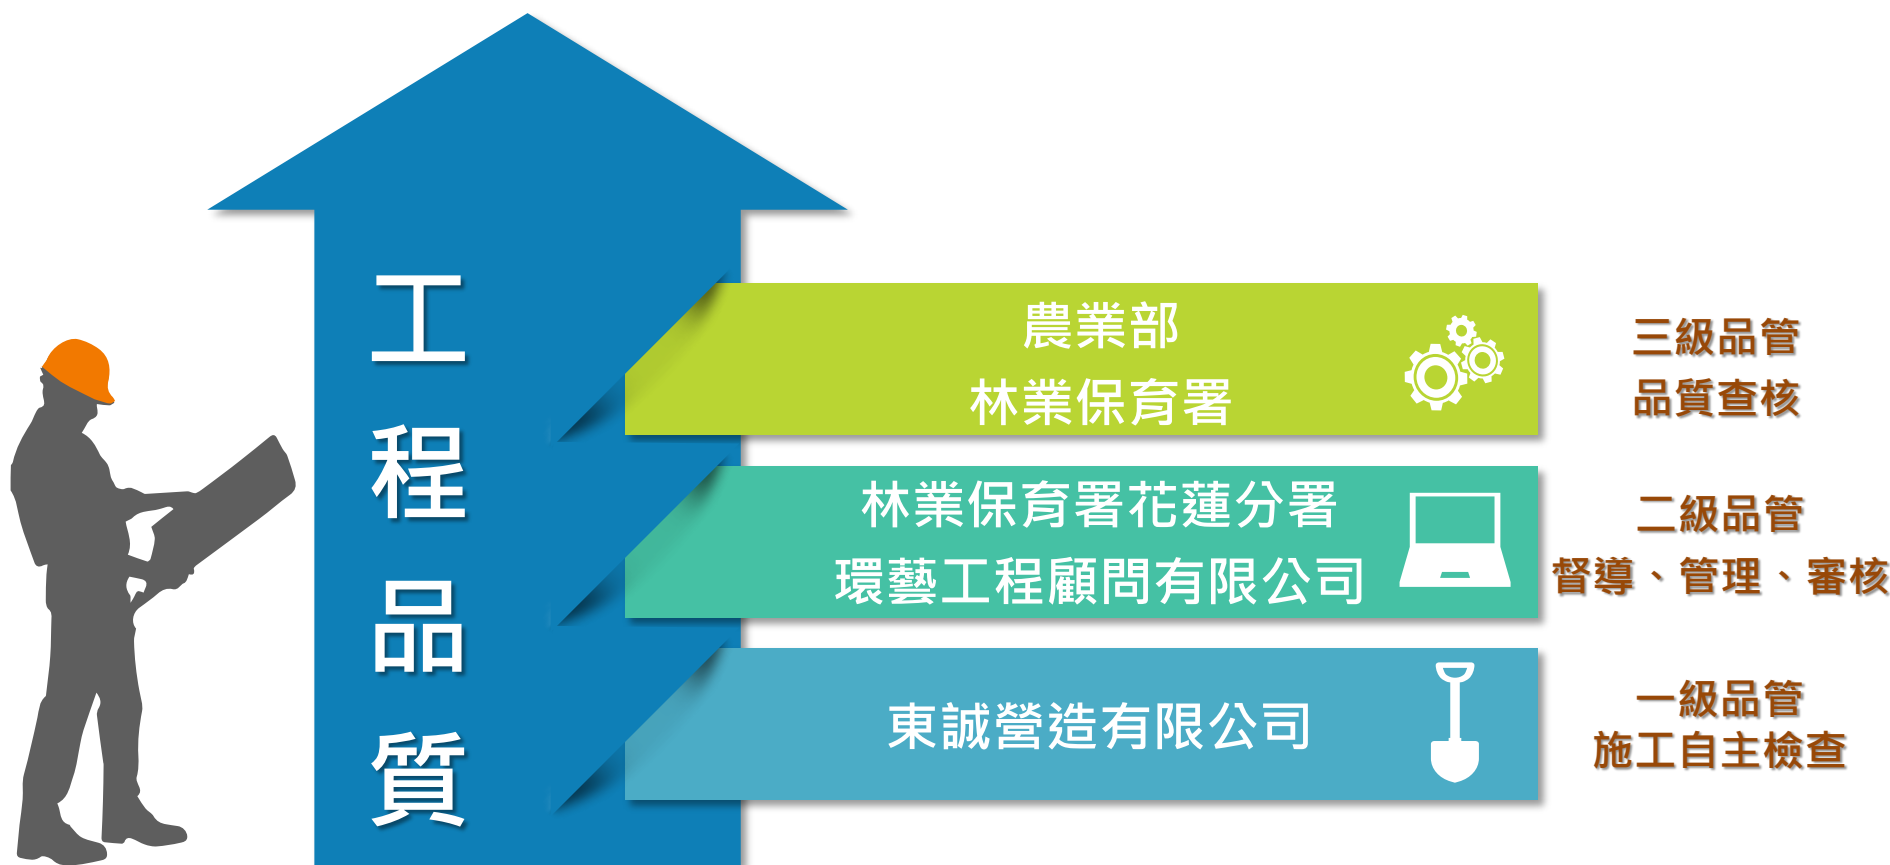 工程品質
農業部
林業保育署
三級品管
品質查核
林業保育署花蓮分署
環藝工程顧問有限公司
二級品管
督導、管理、審核
東誠營造有限公司
一級品管
施工自主檢查